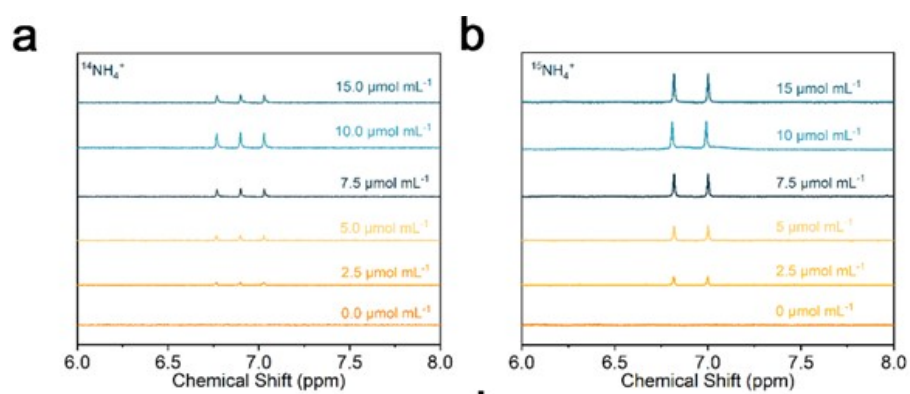 a
¹⁴NH₄⁺
15.0 µmol mL⁻¹
10.0 µmol mL⁻¹
7.5 µmol mL⁻¹
5.0 µmol mL⁻¹
2.5 µmol mL⁻¹
0.0 µmol mL⁻¹
6.0 6.5 7.0 7.5 8.0
Chemical Shift (ppm)
b
¹⁵NH₄⁺
15 µmol mL⁻¹
10 µmol mL⁻¹
7.5 µmol mL⁻¹
5 µmol mL⁻¹
2.5 µmol mL⁻¹
0 µmol mL⁻¹
6.0 6.5 7.0 7.5 8.0
Chemical Shift (ppm)